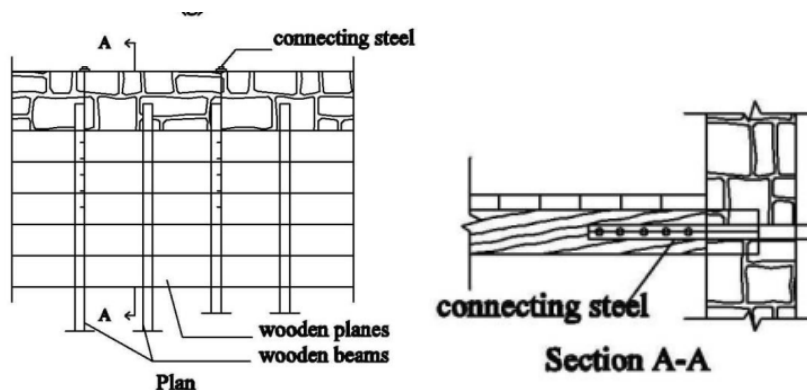 A
connecting steel
A
wooden planes
wooden beams
Plan
connecting steel
Section A-A